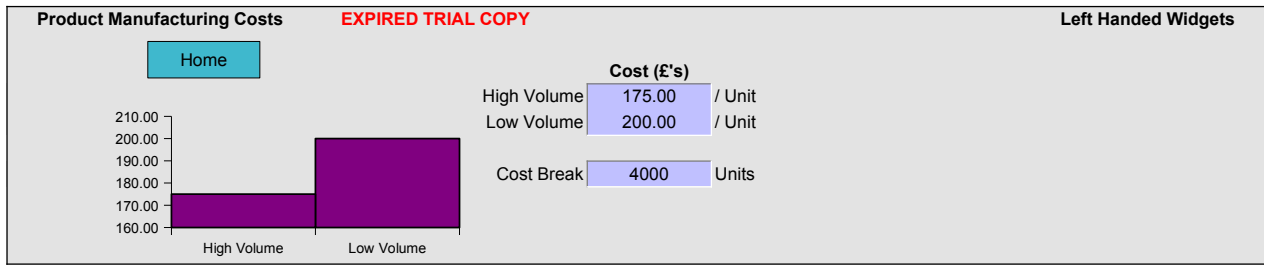 Product Manufacturing Costs EXPIRED TRIAL COPY Left Handed Widgets
Home
Cost (£'s)
High Volume 175.00 / Unit
Low Volume 200.00 / Unit
Cost Break 4000 Units
210.00
200.00
190.00
180.00
170.00
160.00
High Volume Low Volume